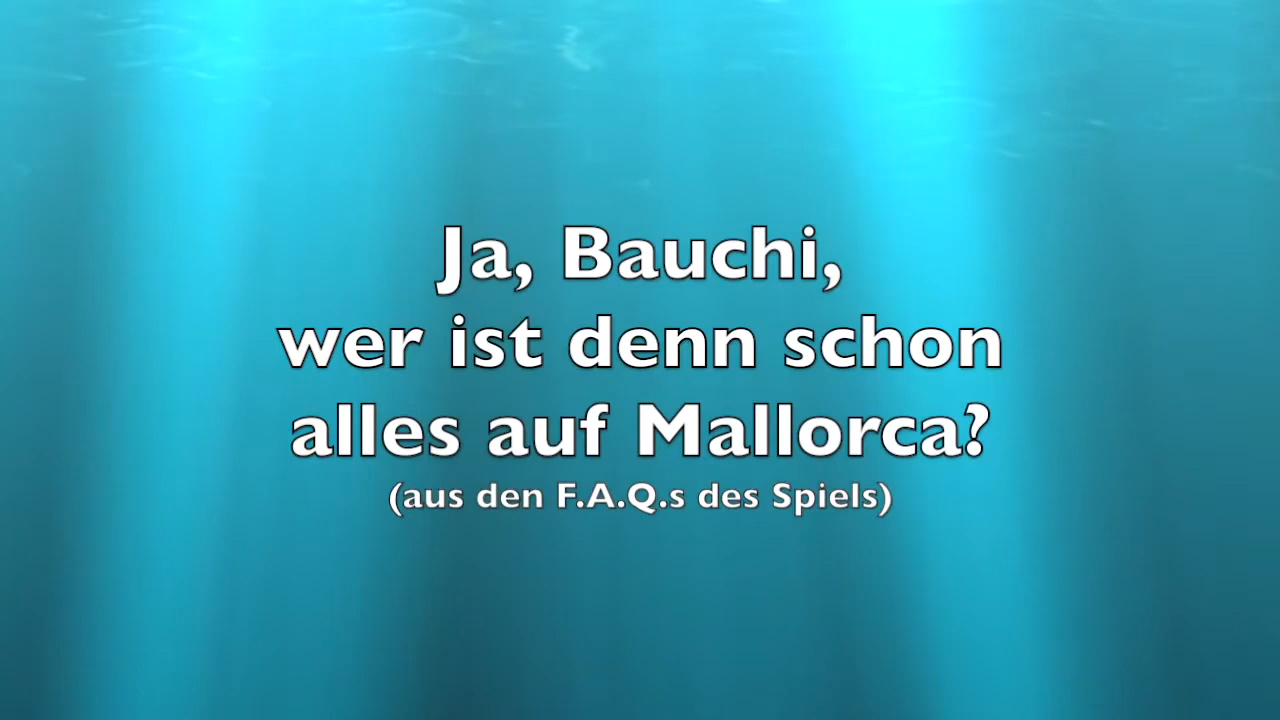 Ja, Bauchi,
wer ist denn schon
alles auf Mallorca?
(aus den F.A.Q.s des Spiels)